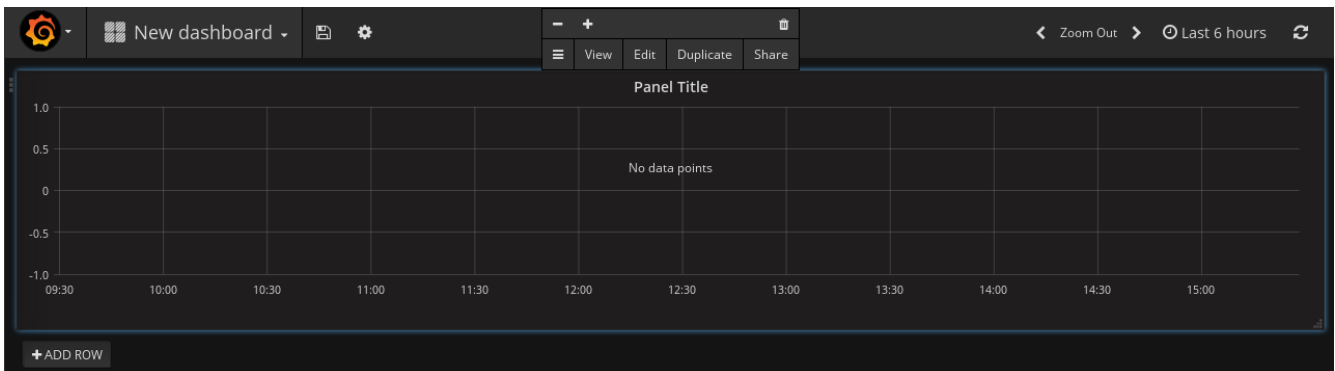 New dashboard
Zoom Out
Last 6 hours
View Edit Duplicate Share
Panel Title
1.0
0.5
0
-0.5
-1.0
No data points
09:30 10:00 10:30 11:00 11:30 12:00 12:30 13:00 13:30 14:00 14:30 15:00
+ ADD ROW